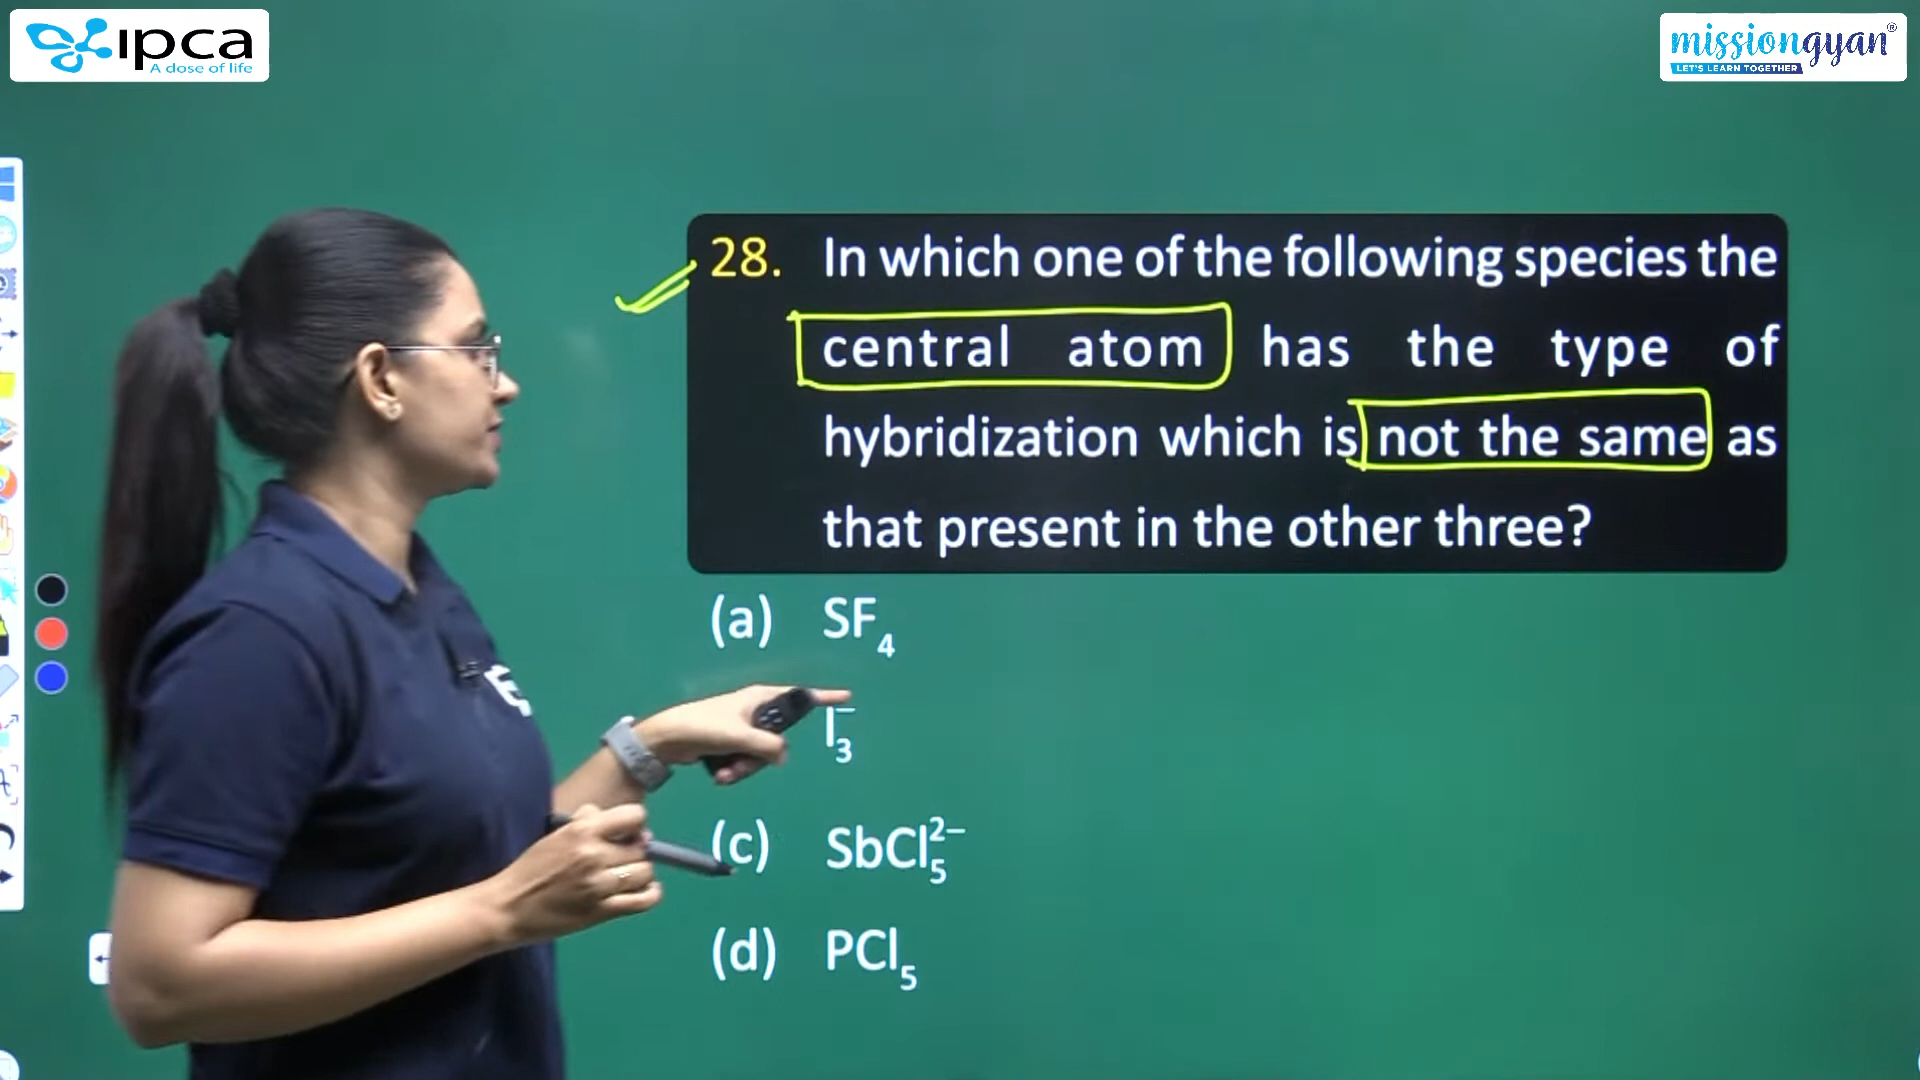 ipca
A dose of life
missiongyan®
LET'S LEARN TOGETHER
28. In which one of the following species the
central atom has the type of
hybridization which is not the same as
that present in the other three?
(a) SF₄
I₃⁻
(c) SbCl₅²⁻
(d) PCl₅